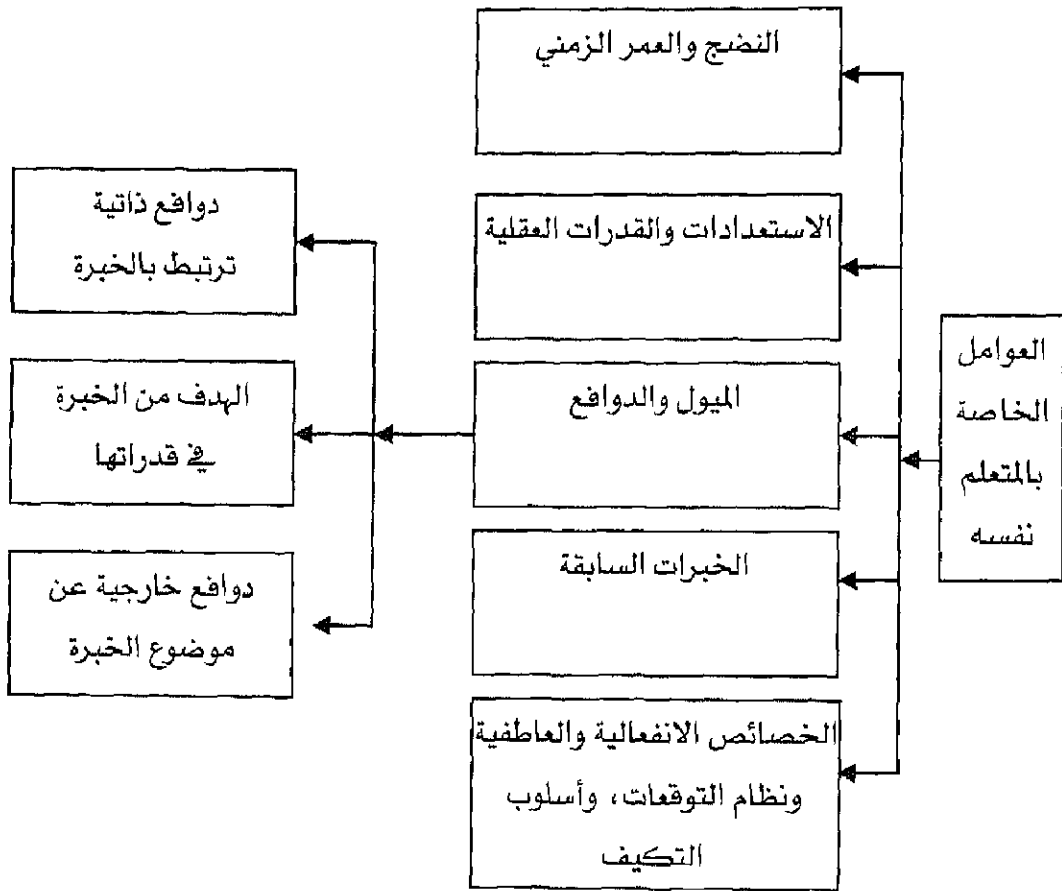 العوامل
الخاصة
بالمتعلم
نفسه
النضج والعمر الزمني
الاستعدادات والقدرات العقلية
الميول والدوافع
الخبرات السابقة
الخصائص الانفعالية والعاطفية
ونظام التوقعات، وأسلوب
التكيف
دوافع ذاتية
ترتبط بالخبرة
الهدف من الخبرة
في قدراتها
دوافع خارجية عن
موضوع الخبرة